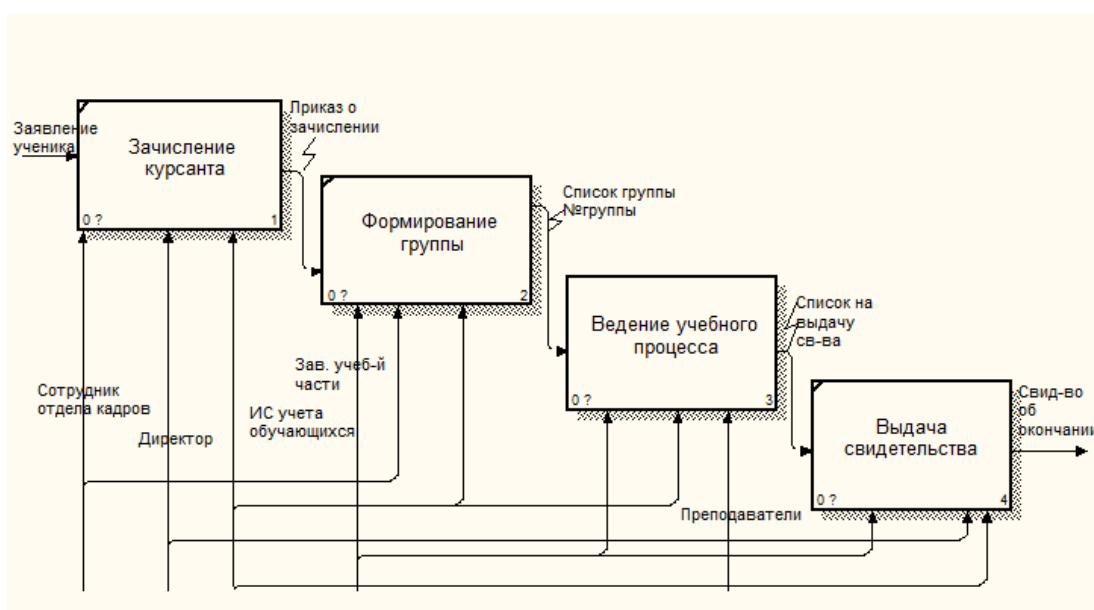 Заявление
ученика
Зачисление
курсанта
0 ?
1
Приказ о
зачислении
Формирование
группы
0 ?
2
Список группы
№группы
Ведение учебного
процесса
0 ?
3
Список на
выдачу
св-ва
Выдача
свидетельства
0 ?
4
Свид-во
об
окончании
Сотрудник
отдела кадров
Директор
Зав. учеб-й
части
ИС учета
обучающихся
Преподаватели